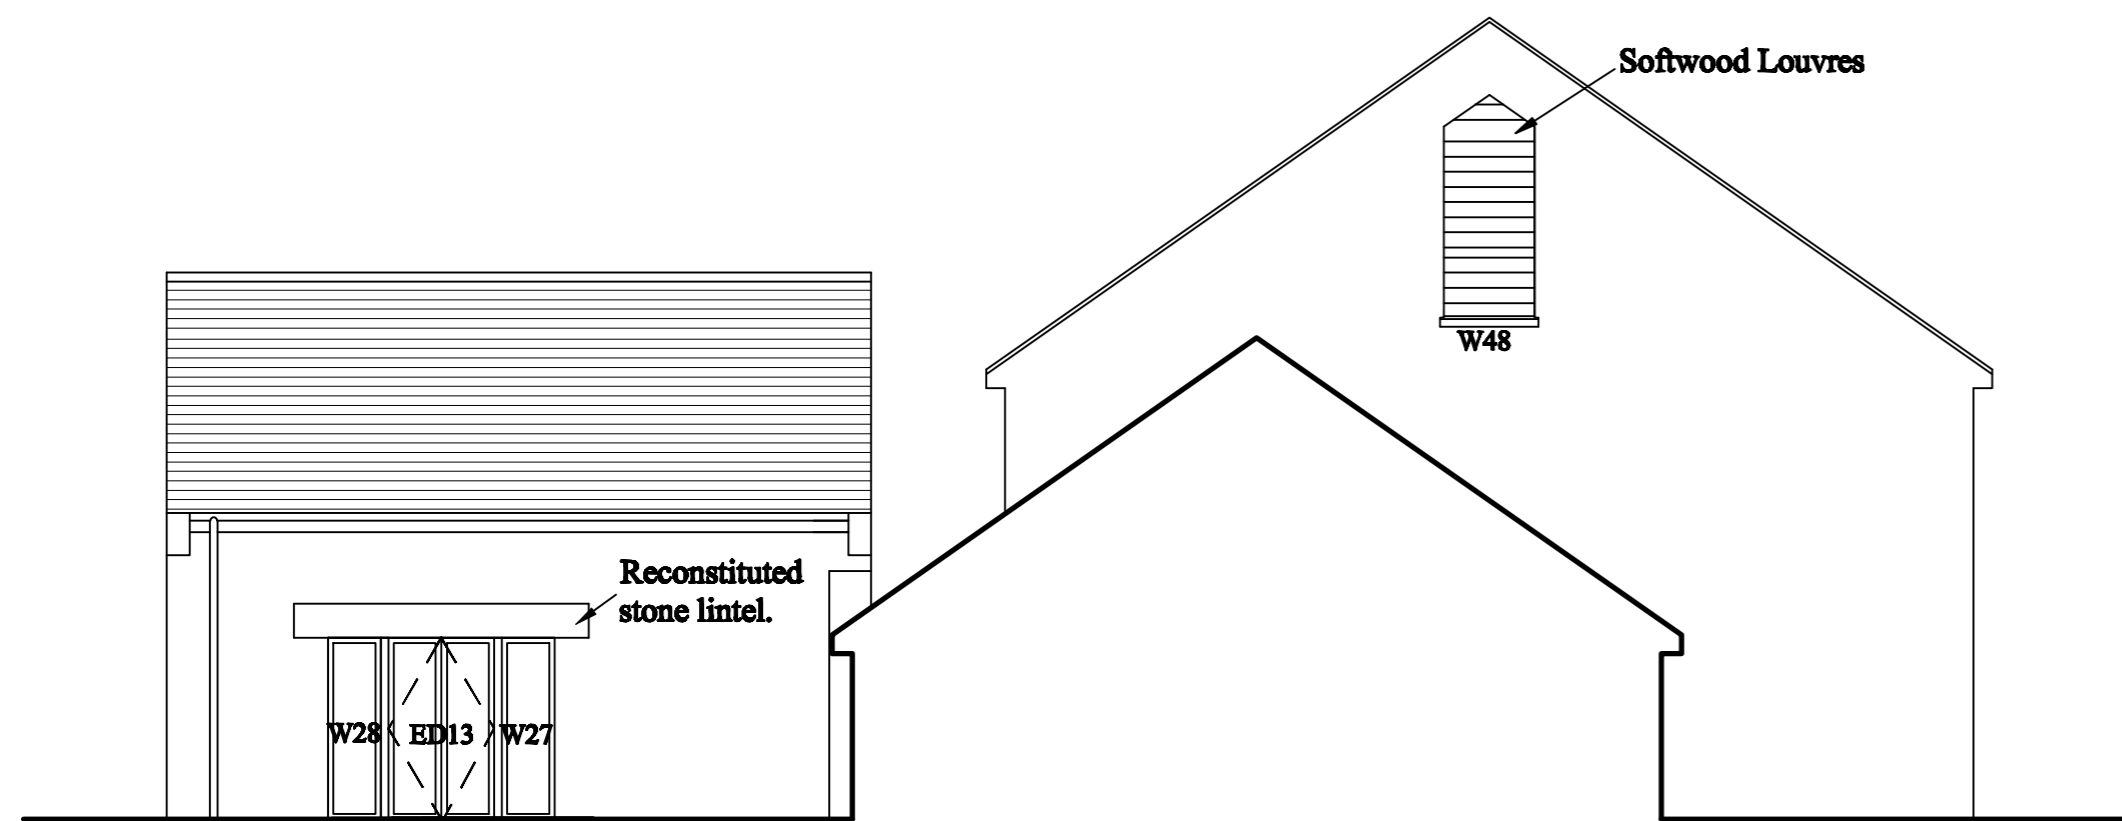 Softwood Louvres
W48
Reconstituted
stone lintel.
W28 ED13 W27